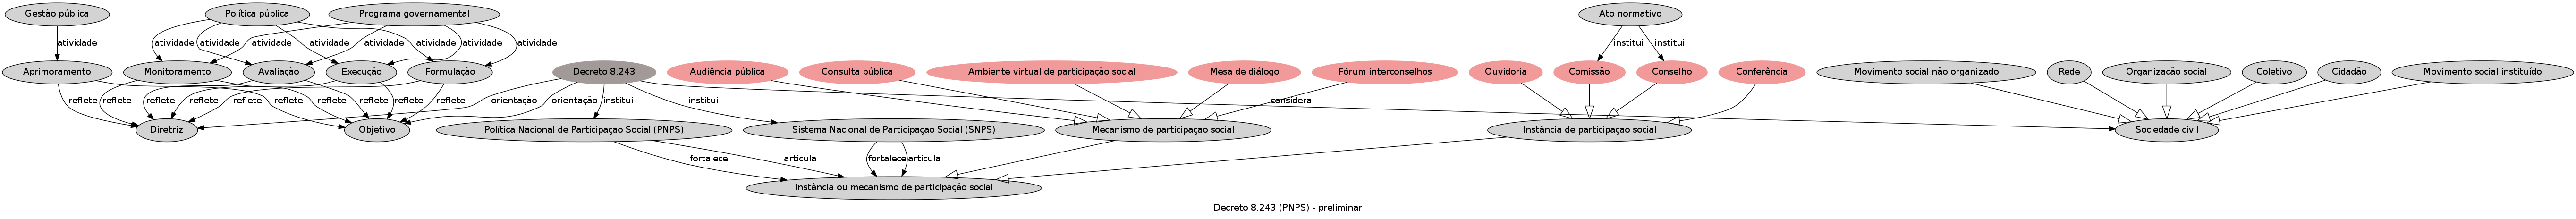 Gestão pública
Política pública
Programa governamental
Ato normativo
atividade
atividade
atividade
atividade
atividade
atividade
atividade
atividade
atividade
institui
institui
Aprimoramento
Monitoramento
Avaliação
Execução
Formulação
Decreto 8.243
Audiência pública
Consulta pública
Ambiente virtual de participação social
Mesa de diálogo
Fórum interconselhos
Ouvidoria
Comissão
Conselho
Conferência
Movimento social não organizado
Rede
Organização social
Coletivo
Cidadão
Movimento social instituído
reflete
reflete
reflete
reflete
reflete
reflete
reflete
reflete
reflete
reflete
orientação
orientação
institui
institui
considera
Diretriz
Objetivo
Política Nacional de Participação Social (PNPS)
Sistema Nacional de Participação Social (SNPS)
Mecanismo de participação social
Instância de participação social
Sociedade civil
fortalece
articula
fortalece
articula
Instância ou mecanismo de participação social
Decreto 8.243 (PNPS) - preliminar